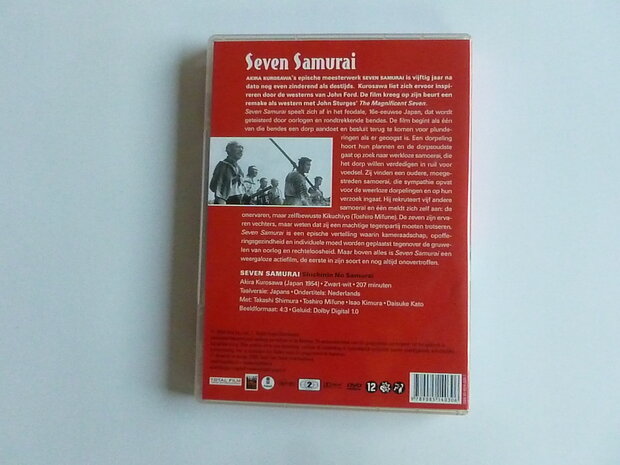 Seven Samurai
AKIRA KUROSAWA's epische meesterwerk SEVEN SAMURAI is vijftig jaar na
dato nog even zinderend als destijds. Kurosawa liet zich ervoor inspi-
reren door de westerns van John Ford. De film kreeg op zijn beurt een
remake als western met John Sturges' The Magnificent Seven.
Seven Samurai speelt zich af in het feodale, 16e-eeuwse Japan, dat wordt
geteisterd door oorlogen en rondtrekkende bendes. De film begint als één
van die bendes een dorp aandoet en besluit terug te komen voor plunde-
ringen als er geoogst is. Een dorpeling
hoort hun plannen en de dorpsoudste
gaat op zoek naar werkloze samoerai, die
het dorp willen verdedigen in ruil voor
voedsel. Zij vinden een oudere, moege-
streden samoerai, die sympathie opvat
voor de weerloze dorpelingen en op hun
verzoek ingaat. Hij rekruteert vijf andere
samoerai en één meldt zich zelf aan: de
onervaren, maar zelfbewuste Kikuchiyo (Toshiro Mifune). De zeven zijn erva-
ren vechters, maar weten dat zij een machtige tegenpartij moeten trotseren.
Seven Samurai is een epische vertelling waarin kameraadschap, opoffe-
ringsgezindheid en individuele moed worden geplaatst tegenover de gruwe-
len van oorlog en rechteloosheid. Maar boven alles is Seven Samurai een
weergaloze actiefilm, de eerste in zijn soort en nog altijd onovertroffen.
SEVEN SAMURAI Shichinin No Samurai
Akira Kurosawa (Japan 1954) • Zwart-wit • 207 minuten
Taalversie: Japans • Ondertitels: Nederlands
Met: Takashi Shimura • Toshiro Mifune • Isao Kimura • Daisuke Kato
Beeldformaat: 4:3 • Geluid: Dolby Digital 1.0
TOTAL FILM
2
DVD
12
9789083140306